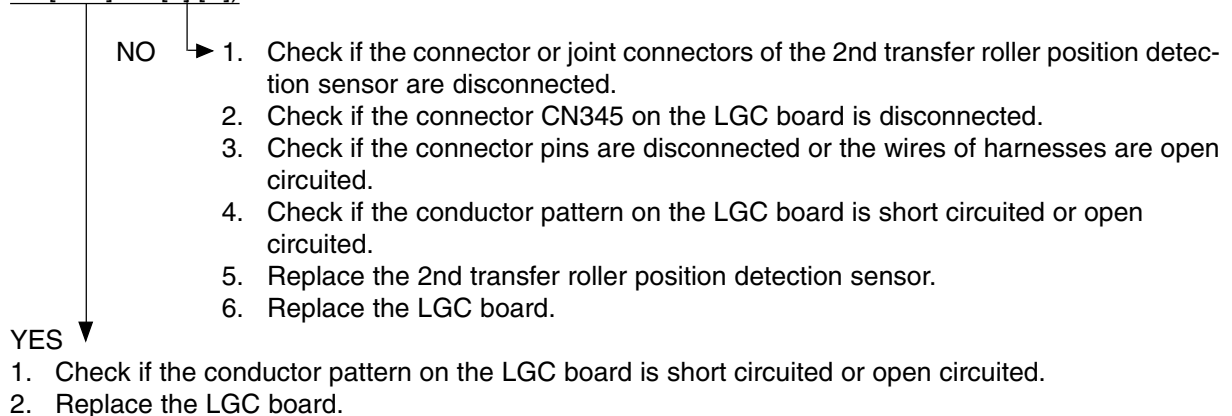 NO 1. Check if the connector or joint connectors of the 2nd transfer roller position detec-
tion sensor are disconnected.
2. Check if the connector CN345 on the LGC board is disconnected.
3. Check if the connector pins are disconnected or the wires of harnesses are open
circuited.
4. Check if the conductor pattern on the LGC board is short circuited or open
circuited.
5. Replace the 2nd transfer roller position detection sensor.
6. Replace the LGC board.
YES
1. Check if the conductor pattern on the LGC board is short circuited or open circuited.
2. Replace the LGC board.